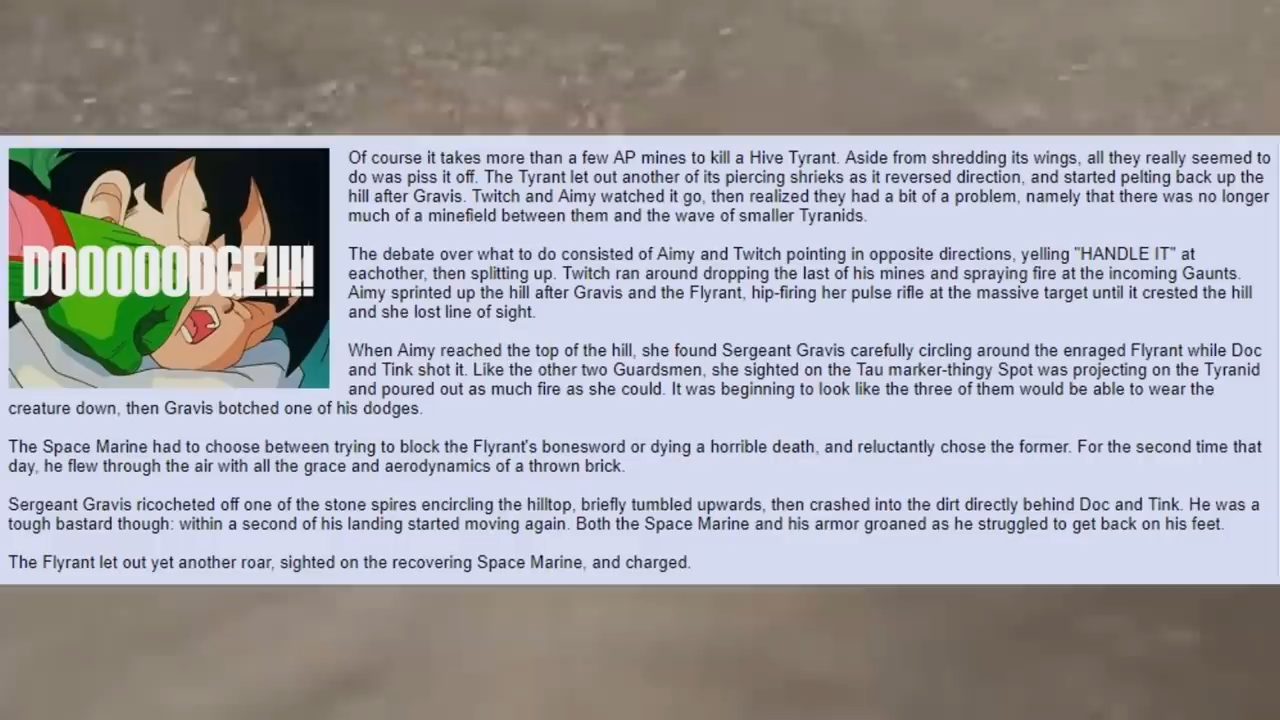 DOOOOODGE!!!!
Of course it takes more than a few AP mines to kill a Hive Tyrant. Aside from shredding its wings, all they really seemed to
do was piss it off. The Tyrant let out another of its piercing shrieks as it reversed direction, and started pelting back up the
hill after Gravis. Twitch and Aimy watched it go, then realized they had a bit of a problem, namely that there was no longer
much of a minefield between them and the wave of smaller Tyranids.
The debate over what to do consisted of Aimy and Twitch pointing in opposite directions, yelling "HANDLE IT" at
eachother, then splitting up. Twitch ran around dropping the last of his mines and spraying fire at the incoming Gaunts.
Aimy sprinted up the hill after Gravis and the Flyrant, hip-firing her pulse rifle at the massive target until it crested the hill
and she lost line of sight.
When Aimy reached the top of the hill, she found Sergeant Gravis carefully circling around the enraged Flyrant while Doc
and Tink shot it. Like the other two Guardsmen, she sighted on the Tau marker-thingy Spot was projecting on the Tyranid
and poured out as much fire as she could. It was beginning to look like the three of them would be able to wear the
creature down, then Gravis botched one of his dodges.
The Space Marine had to choose between trying to block the Flyrant's bonesword or dying a horrible death, and reluctantly chose the former. For the second time that
day, he flew through the air with all the grace and aerodynamics of a thrown brick.
Sergeant Gravis ricocheted off one of the stone spires encircling the hilltop, briefly tumbled upwards, then crashed into the dirt directly behind Doc and Tink. He was a
tough bastard though: within a second of his landing started moving again. Both the Space Marine and his armor groaned as he struggled to get back on his feet.
The Flyrant let out yet another roar, sighted on the recovering Space Marine, and charged.